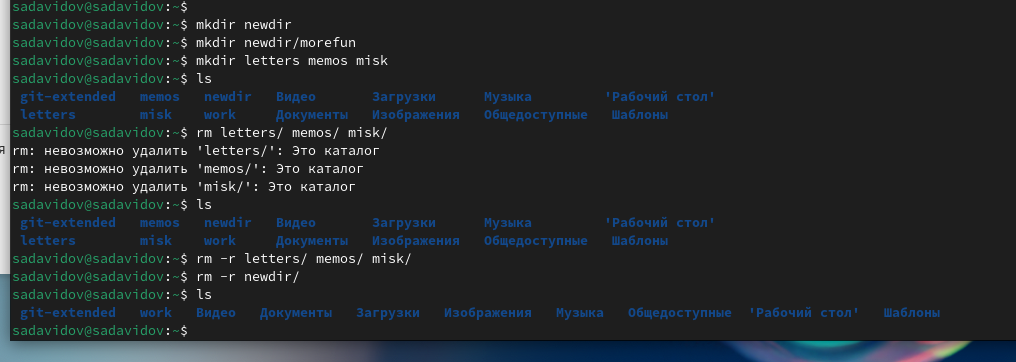 sadavidov@sadavidov:~$
sadavidov@sadavidov:~$ mkdir newdir
sadavidov@sadavidov:~$ mkdir newdir/morefun
sadavidov@sadavidov:~$ mkdir letters memos misk
sadavidov@sadavidov:~$ ls
git-extended memos newdir Видео Загрузки Музыка 'Рабочий стол'
letters misk work Документы Изображения Общедоступные Шаблоны
sadavidov@sadavidov:~$ rm letters/ memos/ misk/
я
rm: невозможно удалить 'letters/': Это каталог
rm: невозможно удалить 'memos/': Это каталог
rm: невозможно удалить 'misk/': Это каталог
sadavidov@sadavidov:~$ ls
git-extended memos newdir Видео Загрузки Музыка 'Рабочий стол'
letters misk work Документы Изображения Общедоступные Шаблоны
sadavidov@sadavidov:~$ rm -r letters/ memos/ misk/
sadavidov@sadavidov:~$ rm -r newdir/
sadavidov@sadavidov:~$ ls
git-extended work Видео Документы Загрузки Изображения Музыка Общедоступные 'Рабочий стол' Шаблоны
sadavidov@sadavidov:~$